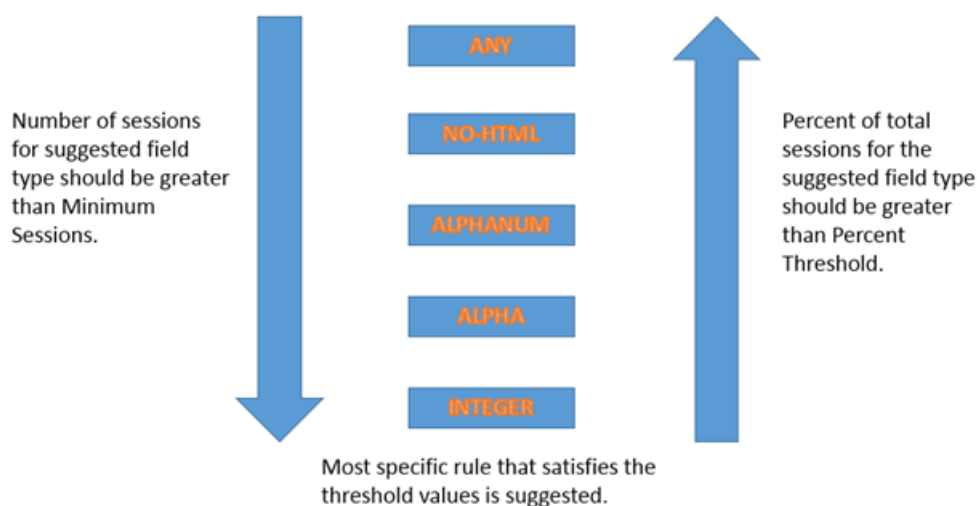 ANY
Number of sessions
for suggested field
type should be greater
than Minimum
Sessions.
NO-HTML
ALPHANUM
ALPHA
INTEGER
Percent of total
sessions for the
suggested field type
should be greater
than Percent
Threshold.
Most specific rule that satisfies the
threshold values is suggested.